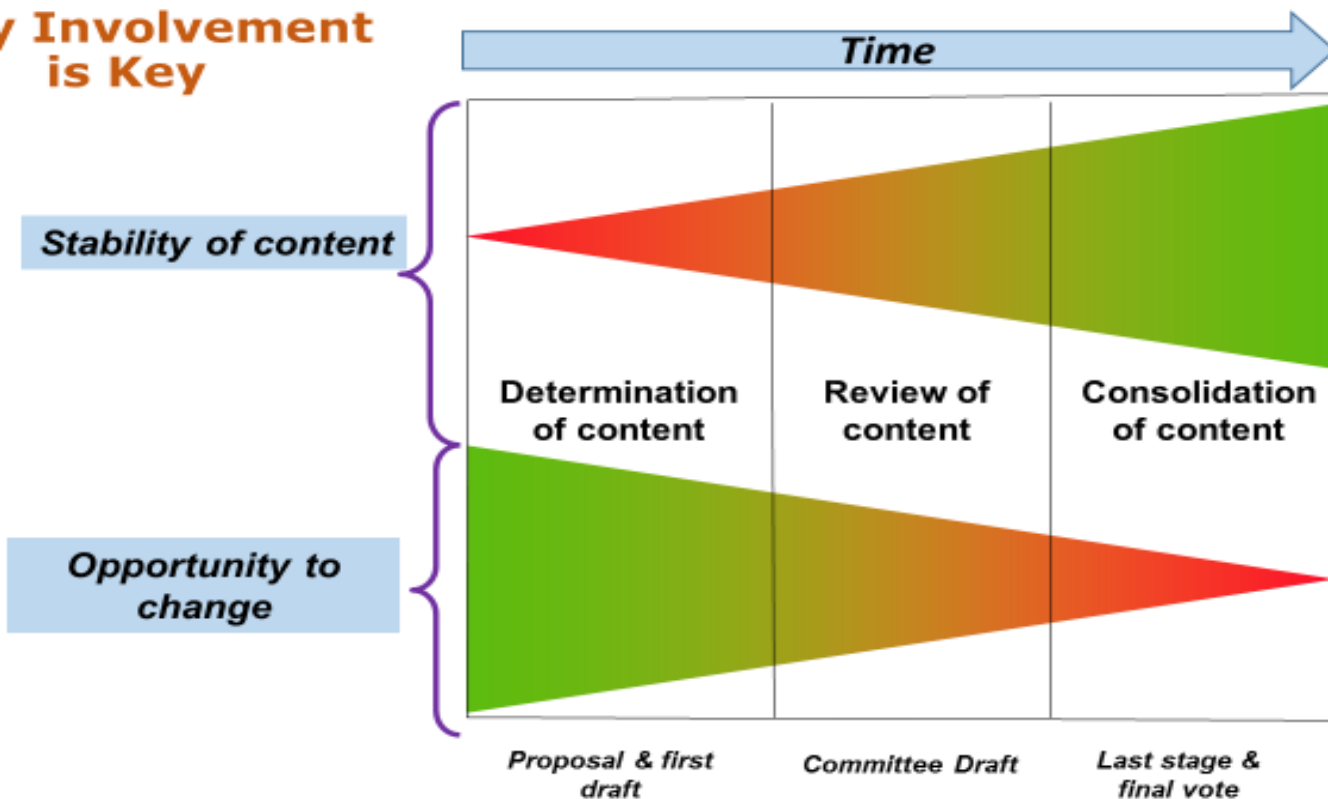 y Involvement
is Key
Time
Stability of content
Determination
of content
Review of
content
Consolidation
of content
Opportunity to
change
Proposal & first
draft
Committee Draft
Last stage &
final vote